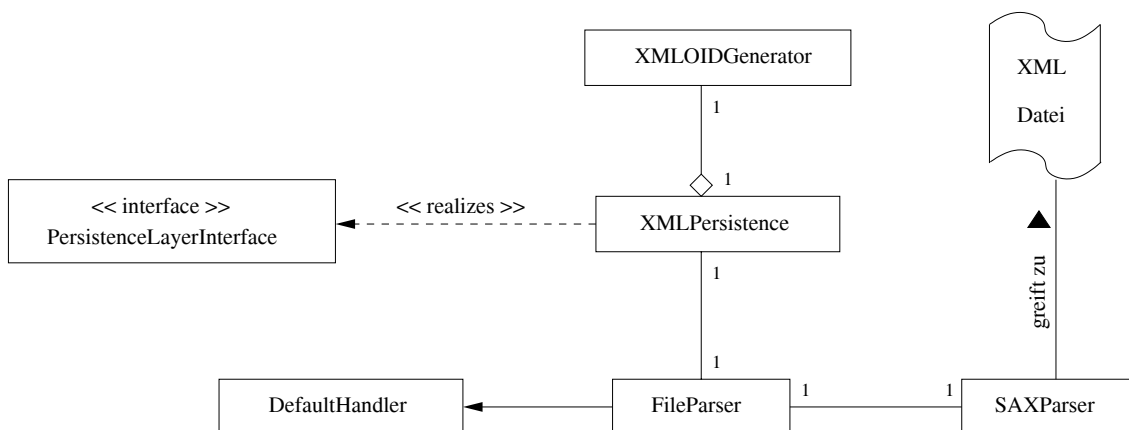 XMLOIDGenerator
XML
Datei
1
1
<< interface >>
PersistenceLayerInterface
<< realizes >>
XMLPersistence
1
greift zu
1
DefaultHandler
FileParser
1
1
SAXParser